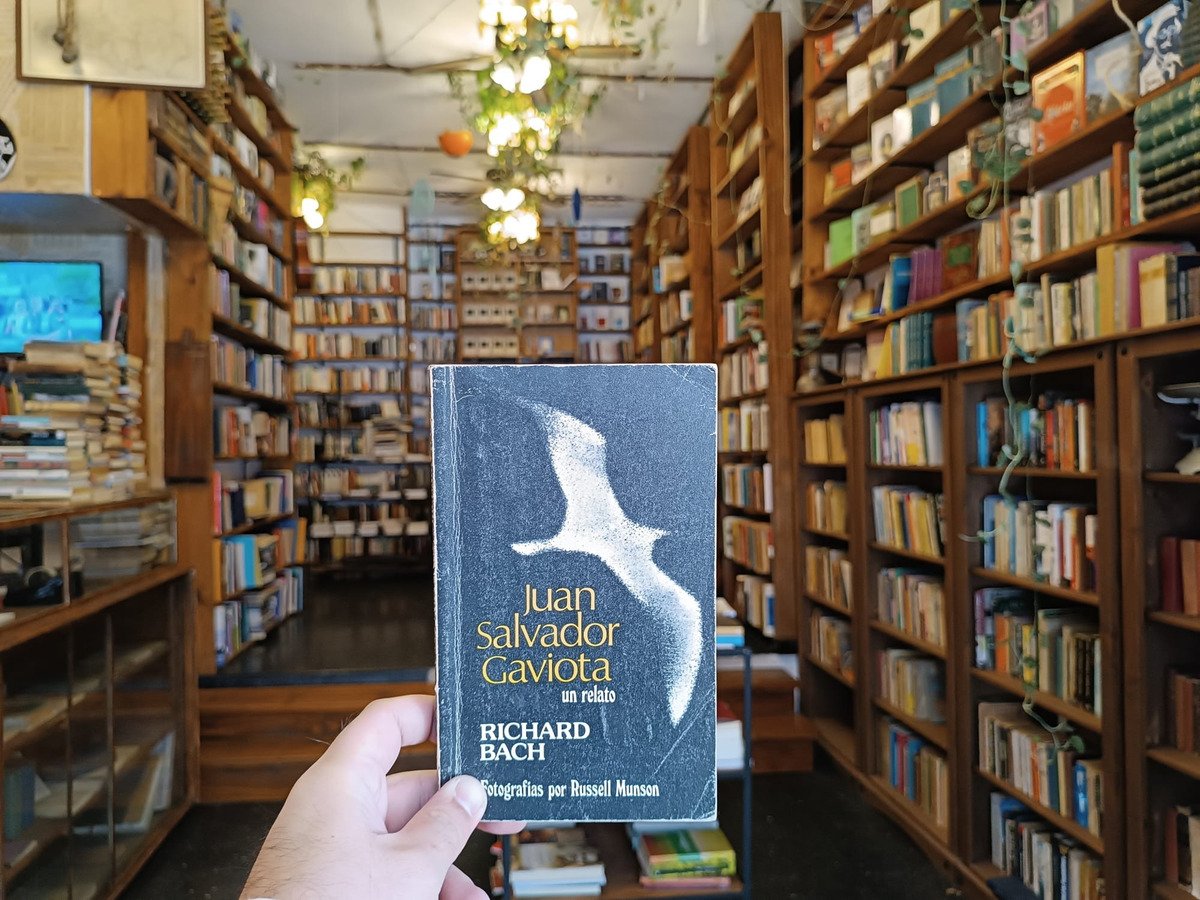 Juan
Salvador
Gaviota
un relato
RICHARD
BACH
Fotografías por Russell Munson